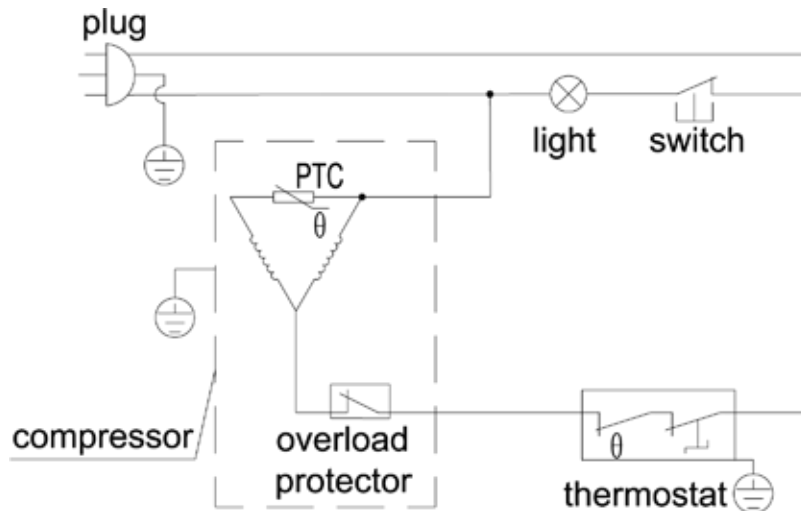 plug
light
switch
PTC
θ
compressor
overload
protector
θ
thermostat